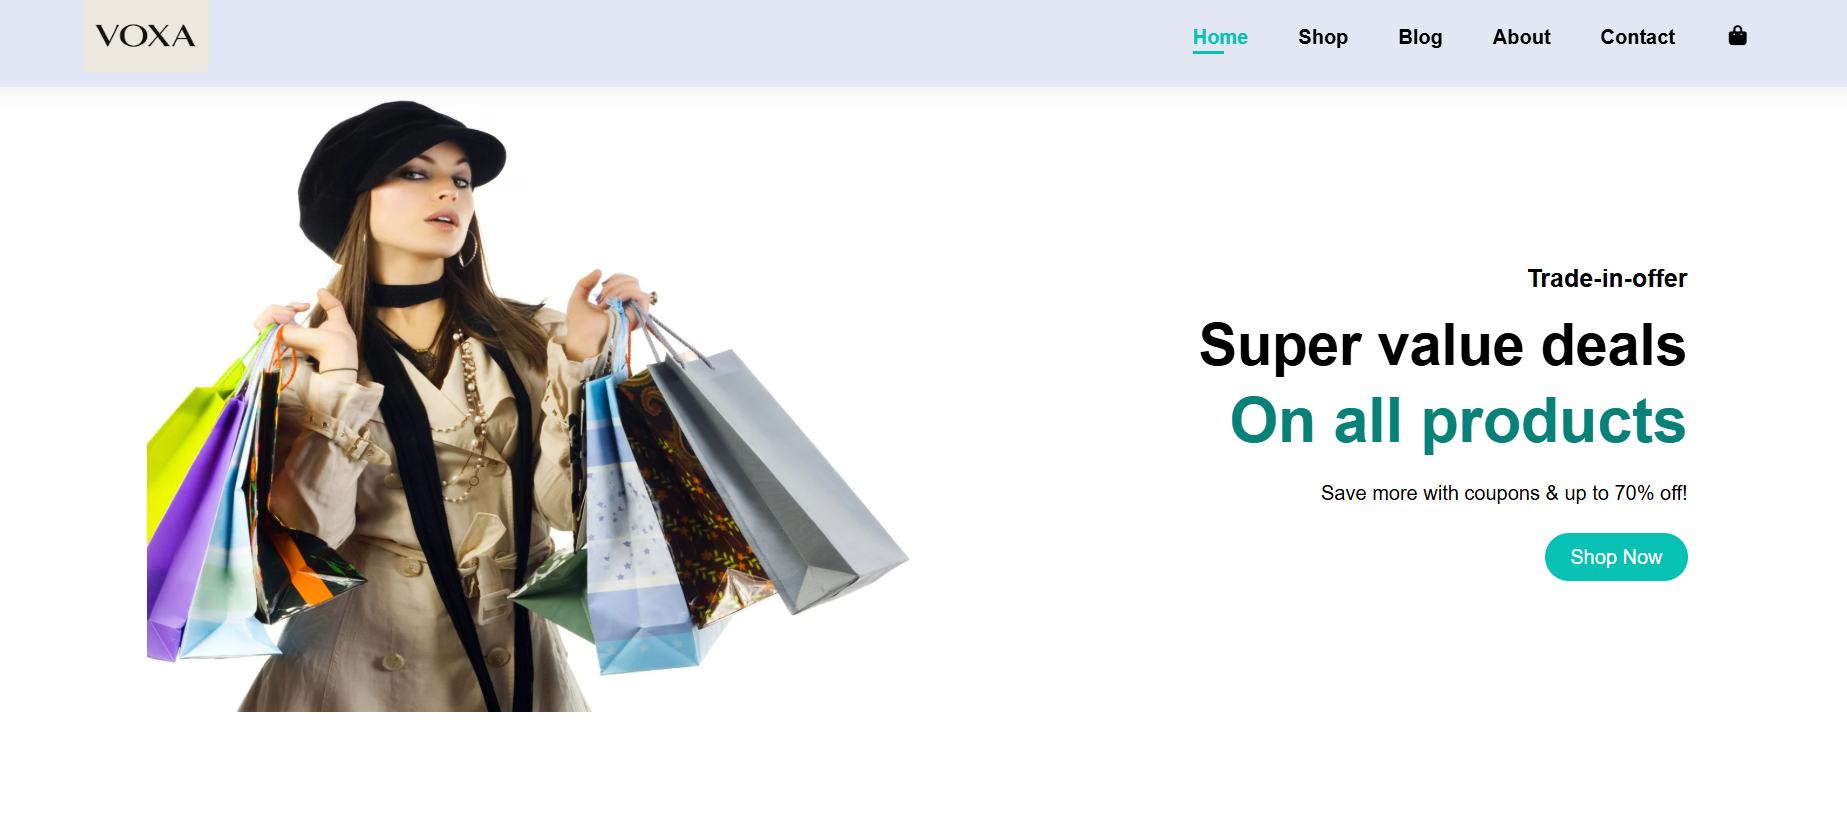 VOXA
Home Shop Blog About Contact
Trade-in-offer
Super value deals
On all products
Save more with coupons & up to 70% off!
Shop Now